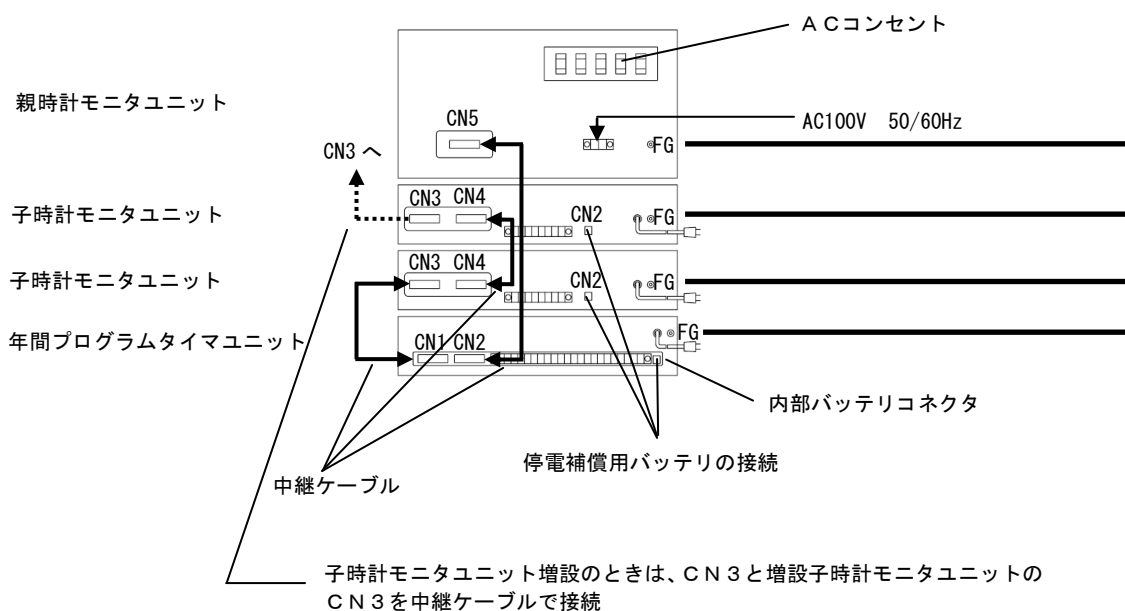 ＡＣコンセント
親時計モニタユニット
CN5
AC100V 50/60Hz
FG
CN3 へ
子時計モニタユニット
CN3 CN4
CN2
FG
子時計モニタユニット
CN3 CN4
CN2
FG
年間プログラムタイマユニット
FG
CN1 CN2
内部バッテリコネクタ
停電補償用バッテリの接続
中継ケーブル
子時計モニタユニット増設のときは、ＣＮ３と増設子時計モニタユニットの
ＣＮ３を中継ケーブルで接続